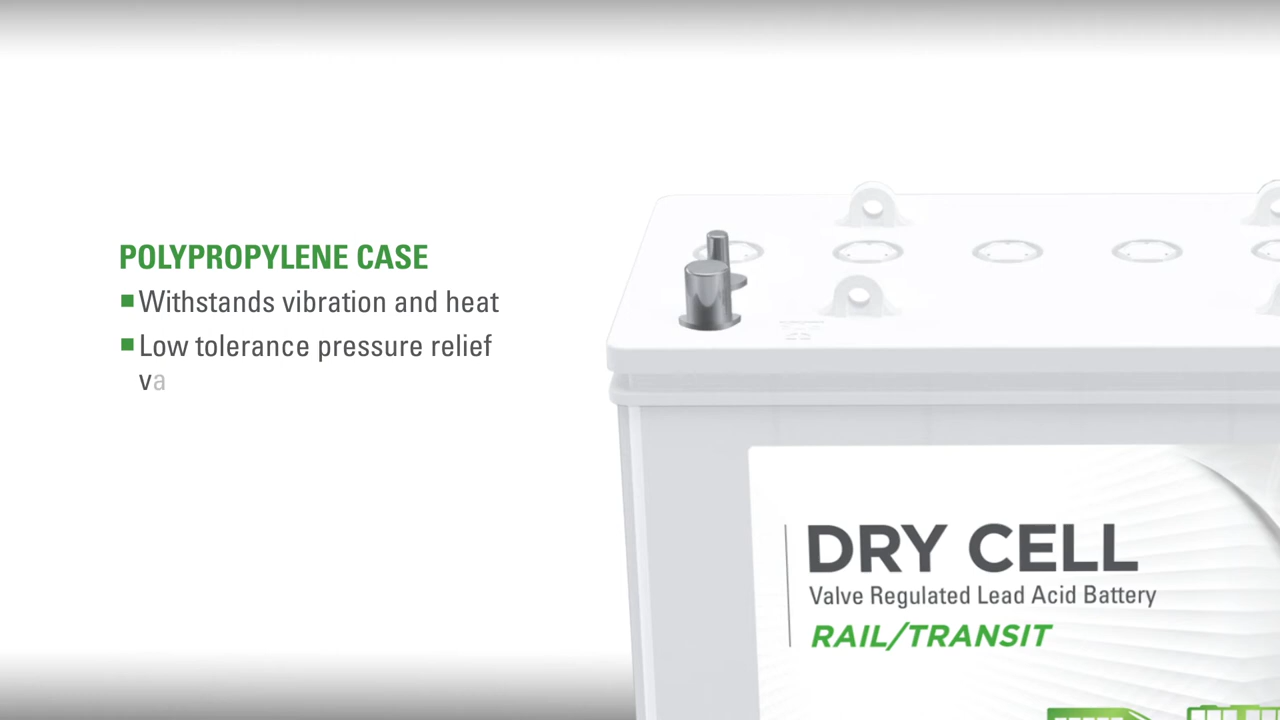 POLYPROPYLENE CASE
Withstands vibration and heat
Low tolerance pressure relief
va
DRY CELL
Valve Regulated Lead Acid Battery
RAIL/TRANSIT